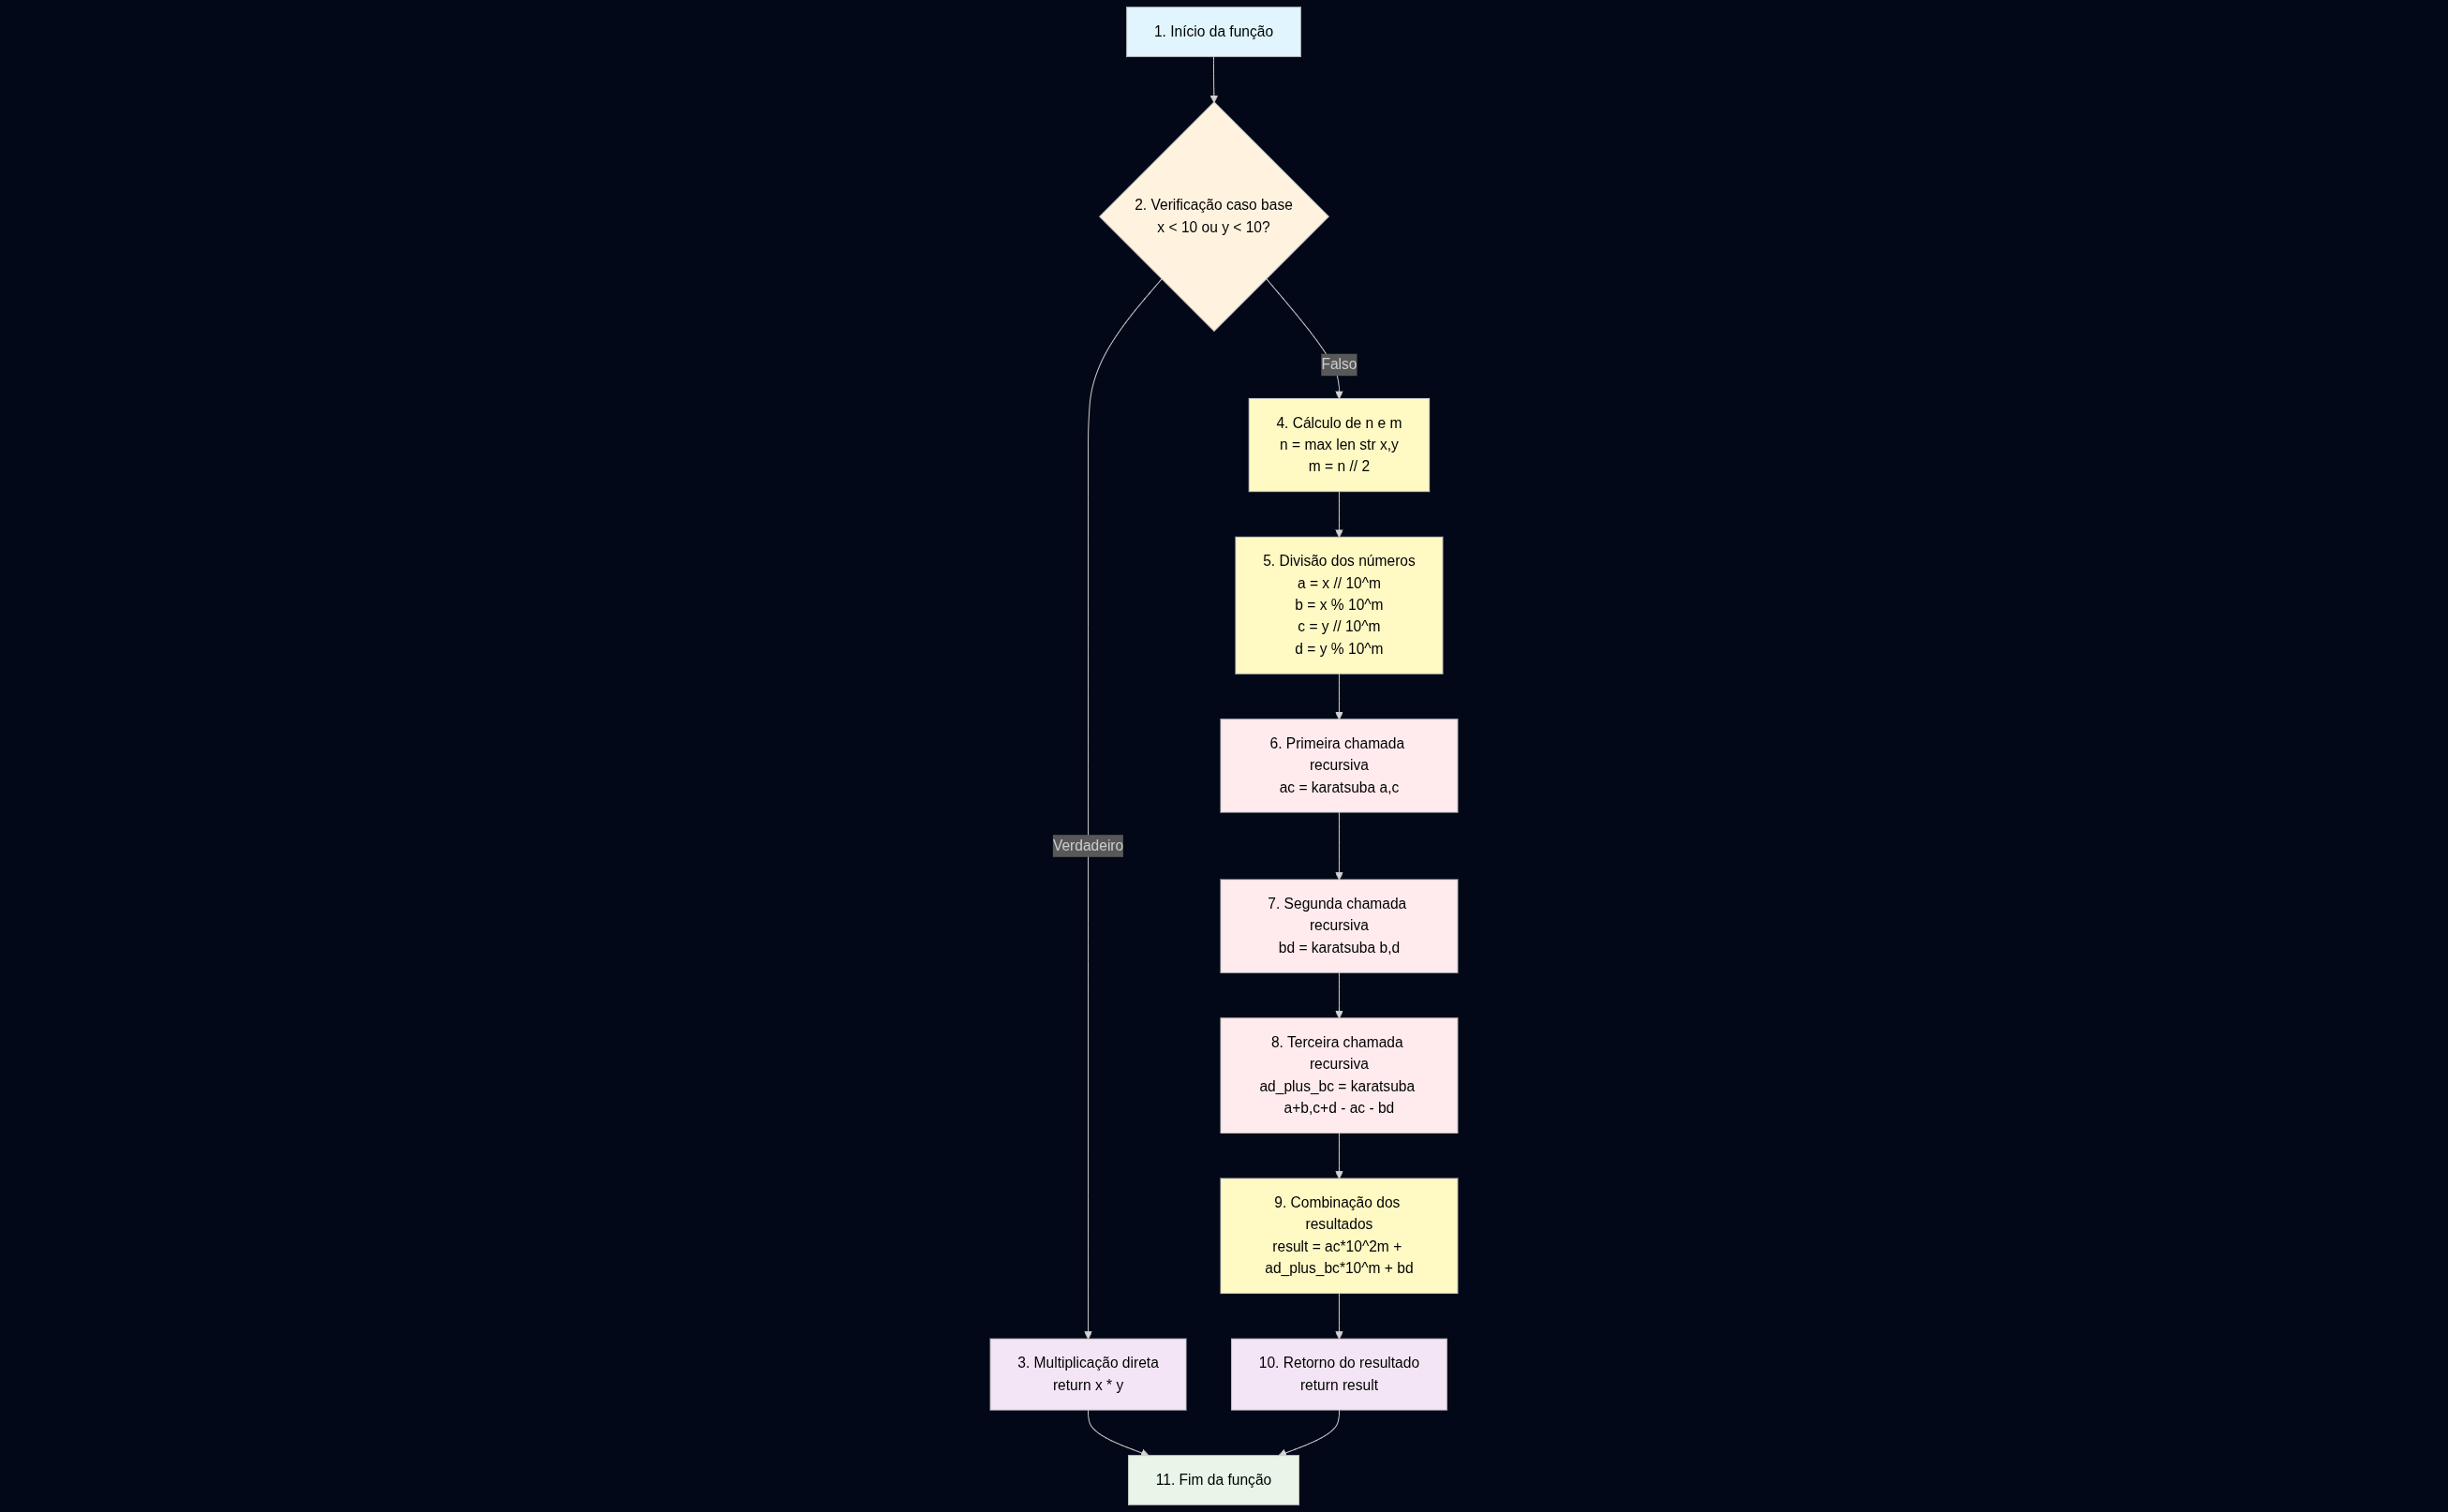 1. Início da função
2. Verificação caso base
x < 10 ou y < 10?
Falso
4. Cálculo de n e m
n = max len str x,y
m = n // 2
5. Divisão dos números
a = x // 10^m
b = x % 10^m
c = y // 10^m
d = y % 10^m
6. Primeira chamada
recursiva
ac = karatsuba a,c
Verdadeiro
7. Segunda chamada
recursiva
bd = karatsuba b,d
8. Terceira chamada
recursiva
ad_plus_bc = karatsuba
a+b,c+d - ac - bd
9. Combinação dos
resultados
result = ac*10^2m +
ad_plus_bc*10^m + bd
3. Multiplicação direta
return x * y
10. Retorno do resultado
return result
11. Fim da função